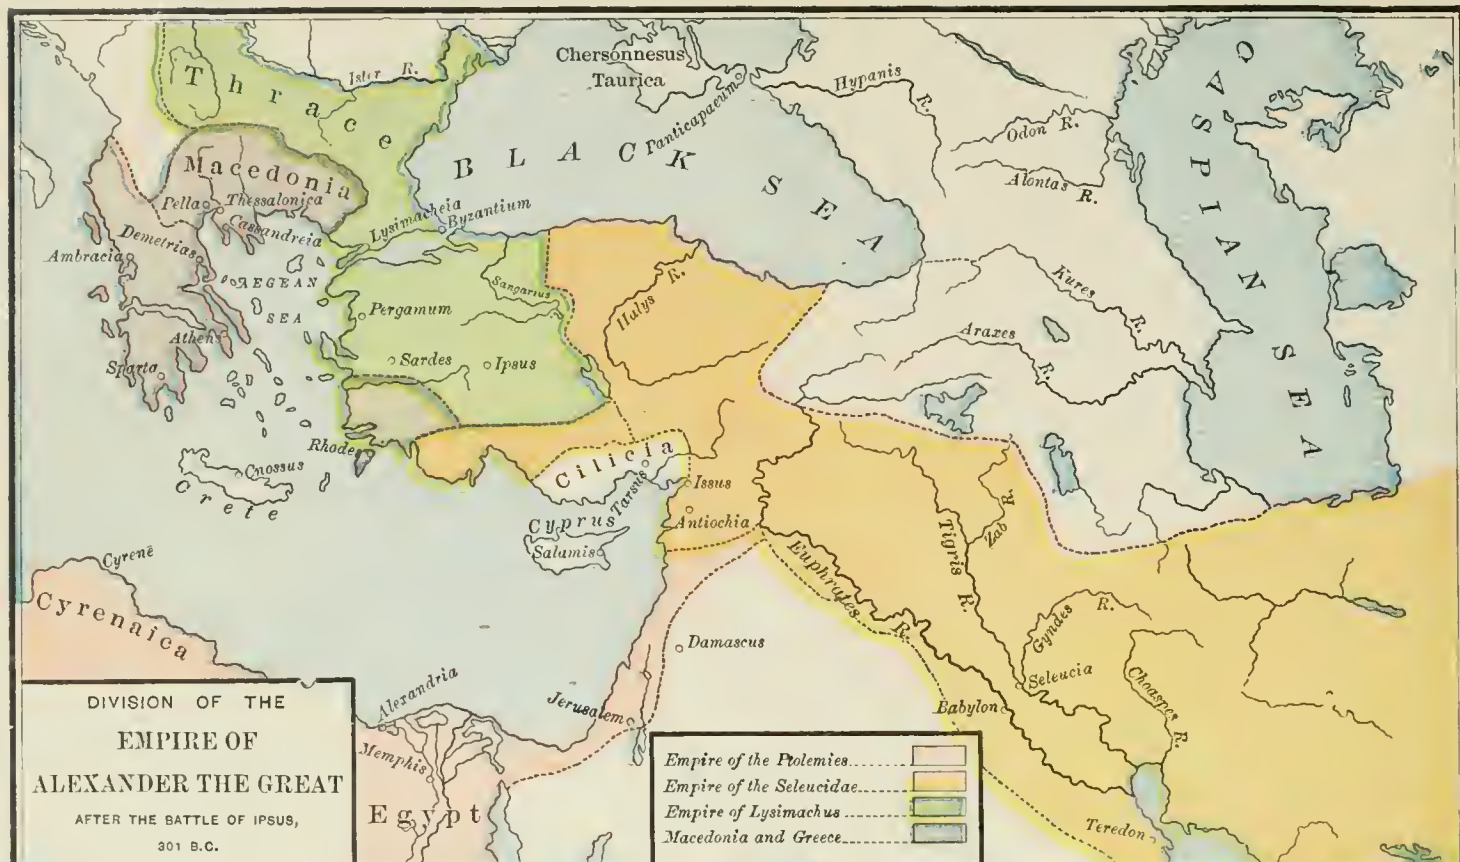 Thrace
Ister R.
Chersonnesus
Taurica
Panticapaeum
Hypanis R.
Odon R.
Alontas R.
CASPIAN SEA
BLACK SEA
Macedonia
Pella
Thessalonica
Cassandreia
Lysimacheia
Byzantium
Demetrias
Ambracia
AEGEAN
SEA
Sangarius
Halys R.
Kures R.
Araxes R.
Pergamum
Athens
Sparta
Sardes
Ipsus
Rhode
Cnossus
Crete
Cilicia
Tarsus
Issus
Cyprus
Salamis
Antiochia
Tigris R.
Zab R.
Euphrates R.
Gyndes R.
Choaspes R.
Seleucia
Babylon
Teredon
Cyrenē
Cyrenaica
Damascus
Jerusalem
Alexandria
Memphis
Egypt
DIVISION OF THE
EMPIRE OF
ALEXANDER THE GREAT
AFTER THE BATTLE OF IPSUS,
301 B.C.
Empire of the Ptolemies
Empire of the Seleucidae
Empire of Lysimachus
Macedonia and Greece